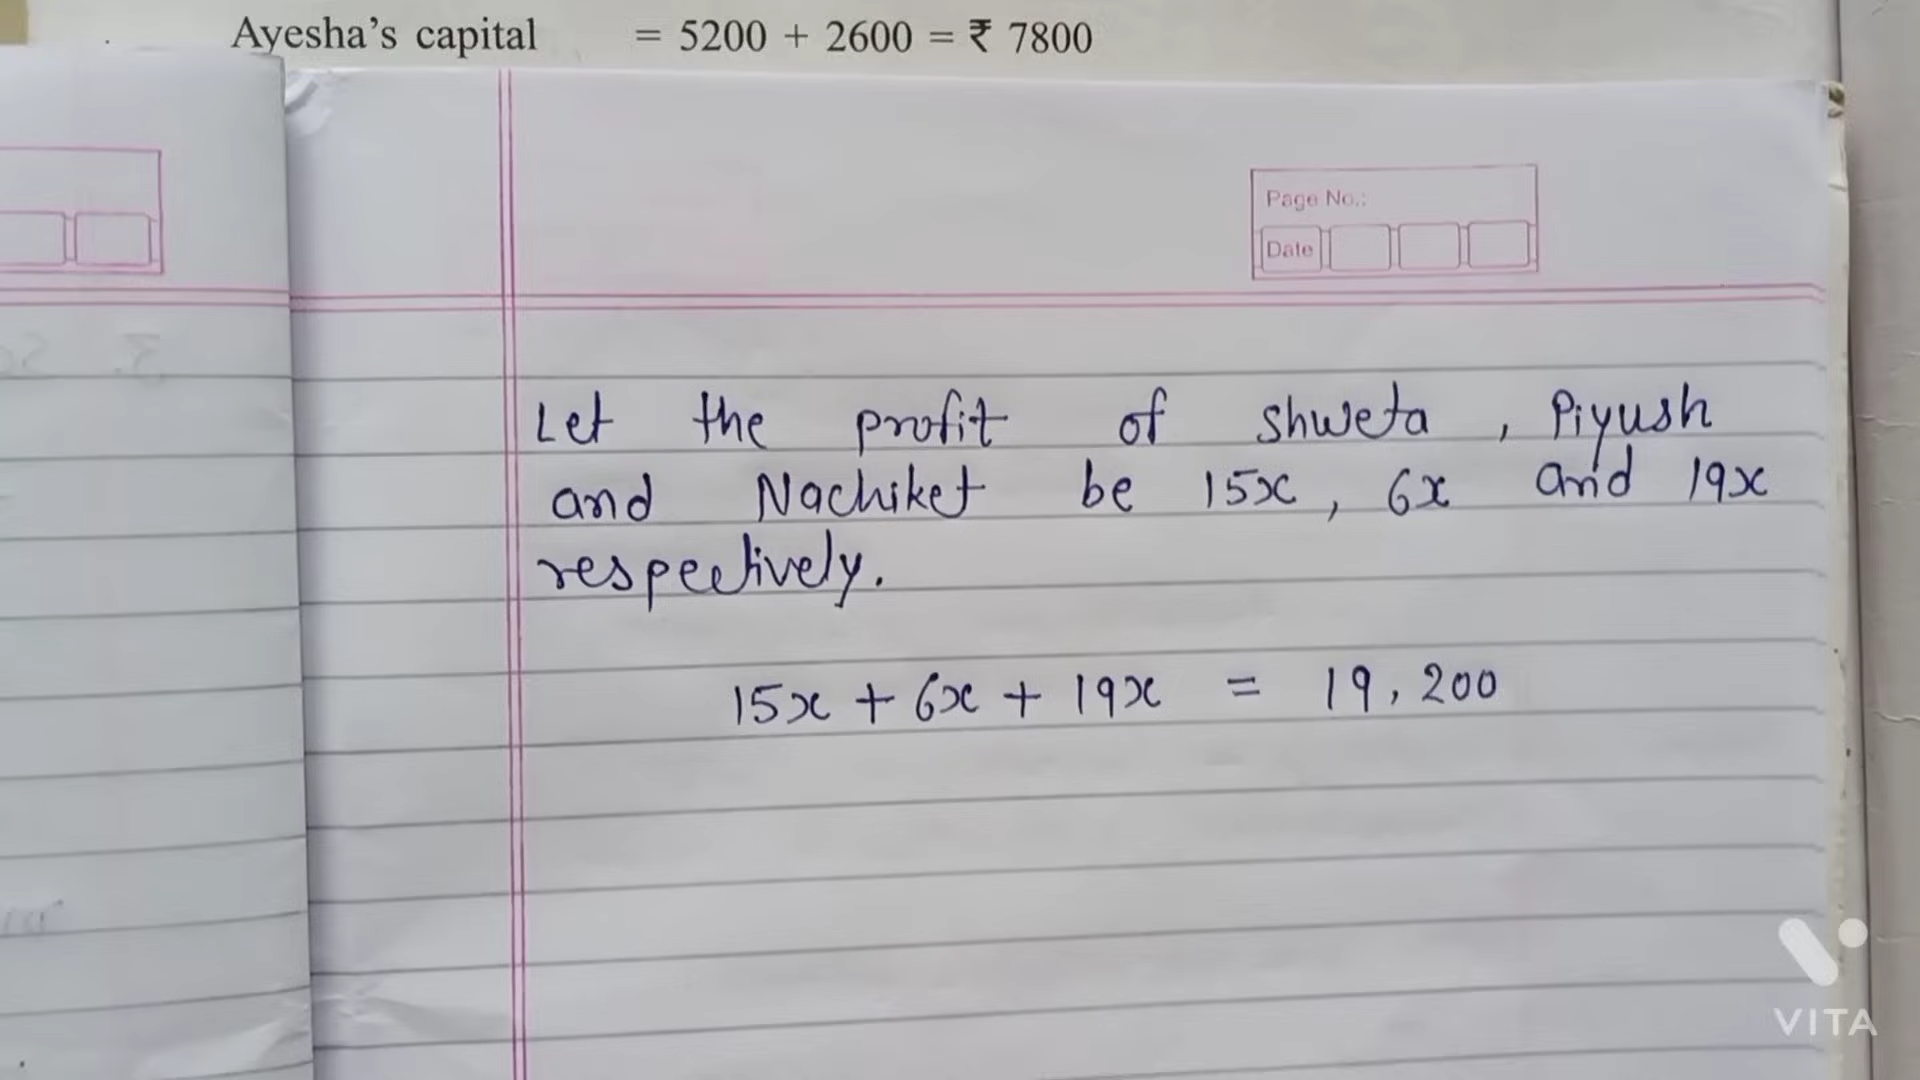 Ayesha's capital = 5200 + 2600 = ₹ 7800
Page No.:
Date
Let the profit of shweta, Piyush
and Nachiket be 15x, 6x and 19x
respectively.
15x + 6x + 19x = 19,200
VITA